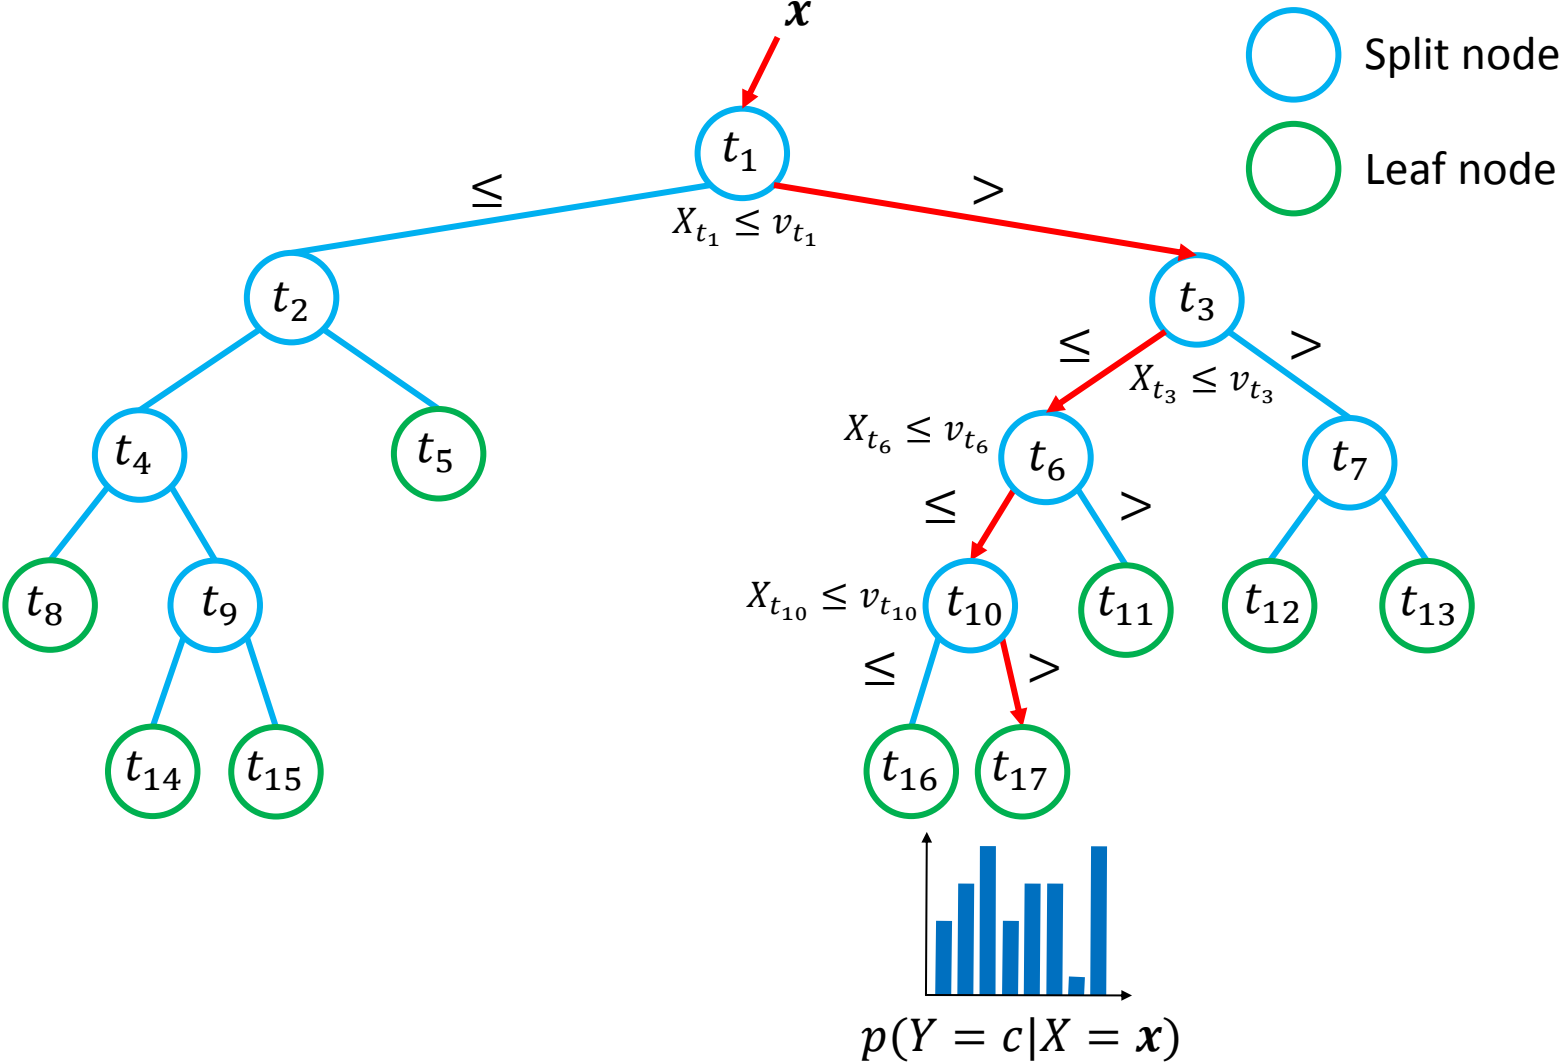 x
Split node
t₁
Leaf node
≤
>
X_{t₁} ≤ v_{t₁}
t₂
t₃
≤
>
X_{t₃} ≤ v_{t₃}
X_{t₆} ≤ v_{t₆}
t₄
t₅
t₆
t₇
≤
>
X_{t₁₀} ≤ v_{t₁₀}
t₈
t₉
t₁₀
t₁₁
t₁₂
t₁₃
≤
>
t₁₄
t₁₅
t₁₆
t₁₇
p(Y = c|X = x)